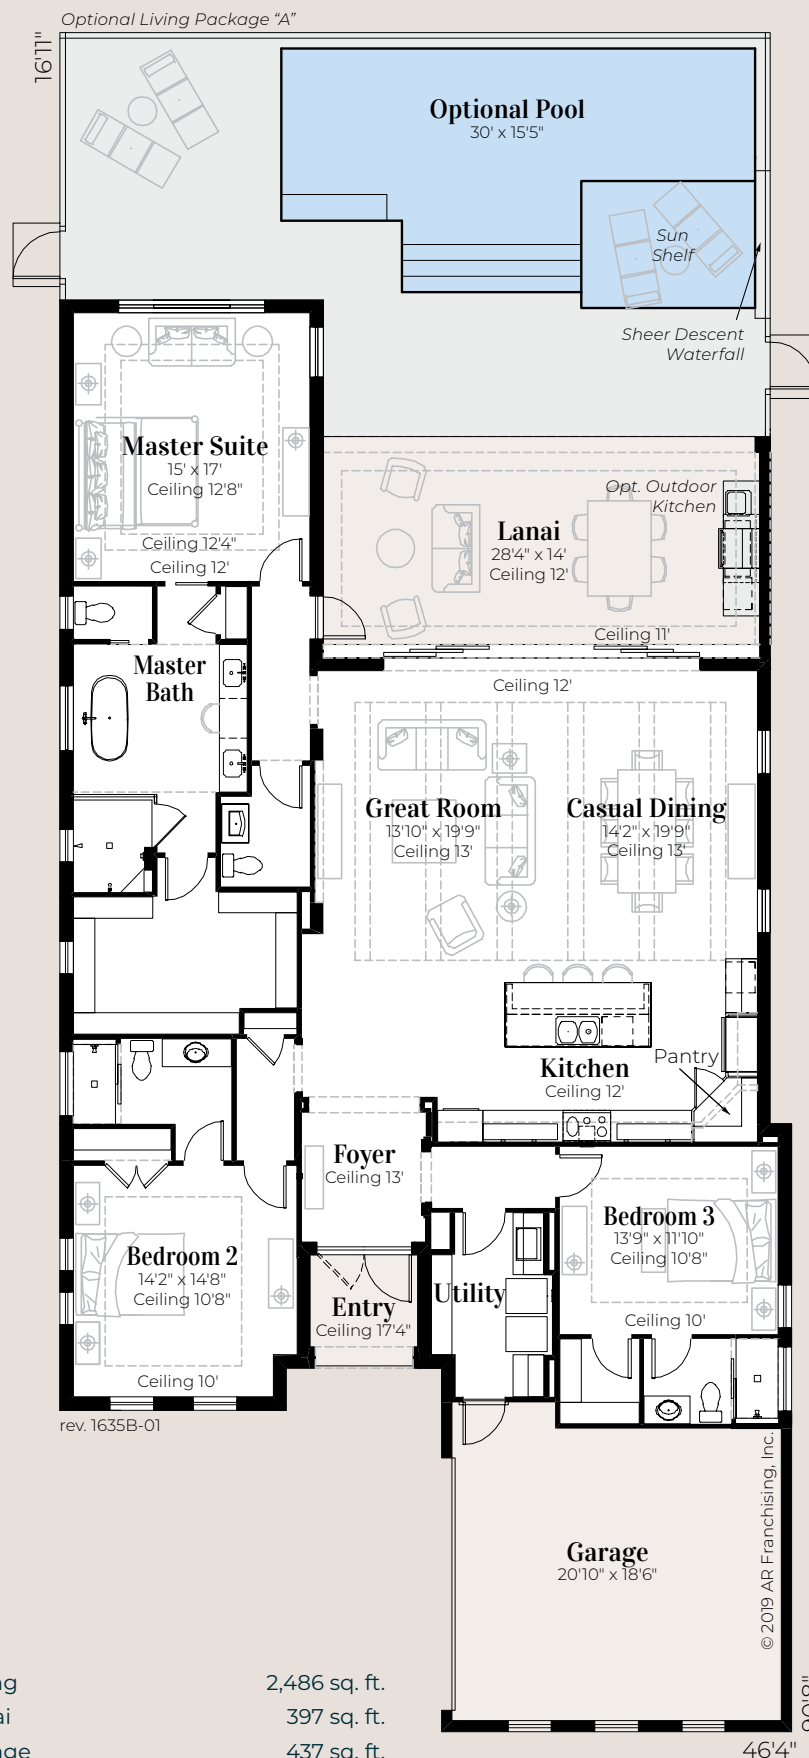 Optional Living Package “A”
16'11"
Optional Pool
30' x 15'5"
Sun
Shelf
Sheer Descent
Waterfall
Master Suite
15' x 17'
Ceiling 12'8"
Ceiling 12'4"
Ceiling 12'
Opt. Outdoor
Kitchen
Lanai
28'4" x 14'
Ceiling 12'
Ceiling 11'
Master
Bath
Ceiling 12'
Great Room
13'10" x 19'9"
Ceiling 13'
Casual Dining
14'2" x 19'9"
Ceiling 13'
Kitchen
Ceiling 12'
Pantry
Foyer
Ceiling 13'
Bedroom 2
14'2" x 14'8"
Ceiling 10'8"
Ceiling 10'
Entry
Ceiling 17'4"
Utility
Bedroom 3
13'9" x 11'10"
Ceiling 10'8"
Ceiling 10'
rev. 1635B-01
Garage
20'10" x 18'6"
© 2019 AR Franchising, Inc.
ng 2,486 sq. ft.
ai 397 sq. ft.
age 437 sq. ft.
90'8"
46'4"